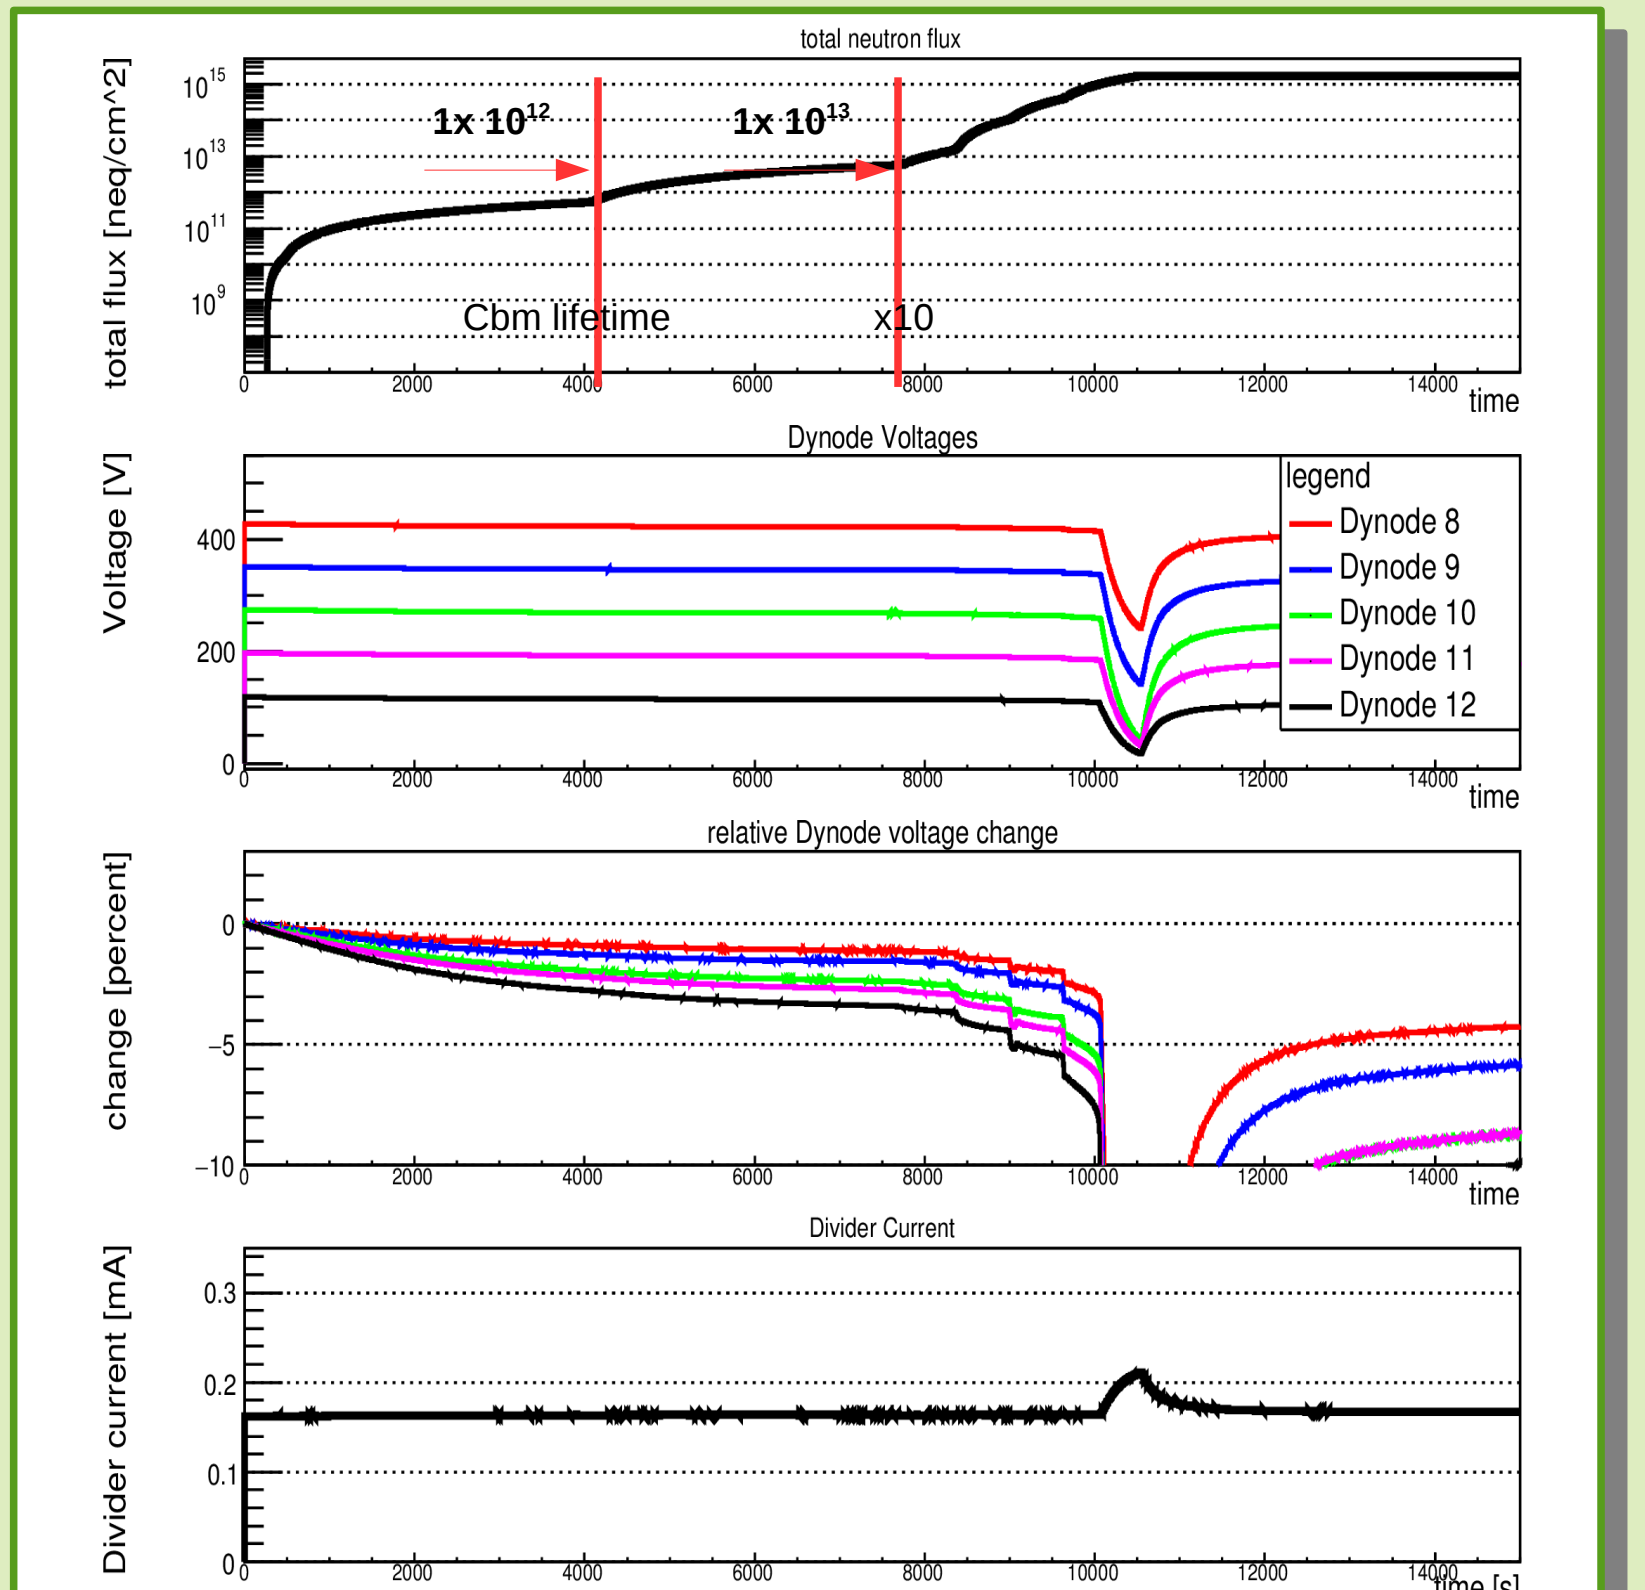 total neutron flux
total flux [neq/cm^2]
10^15
10^13
10^11
10^9
1x 10^12
1x 10^13
Cbm lifetime
x10
0 2000 4000 6000 8000 10000 12000 14000
time
Dynode Voltages
Voltage [V]
400
200
0
legend
Dynode 8
Dynode 9
Dynode 10
Dynode 11
Dynode 12
0 2000 4000 6000 8000 10000 12000 14000
time
relative Dynode voltage change
change [percent]
0
−5
−10
0 2000 4000 6000 8000 10000 12000 14000
time
Divider Current
Divider current [mA]
0.3
0.2
0.1
0
0 2000 4000 6000 8000 10000 12000 14000
time [s]